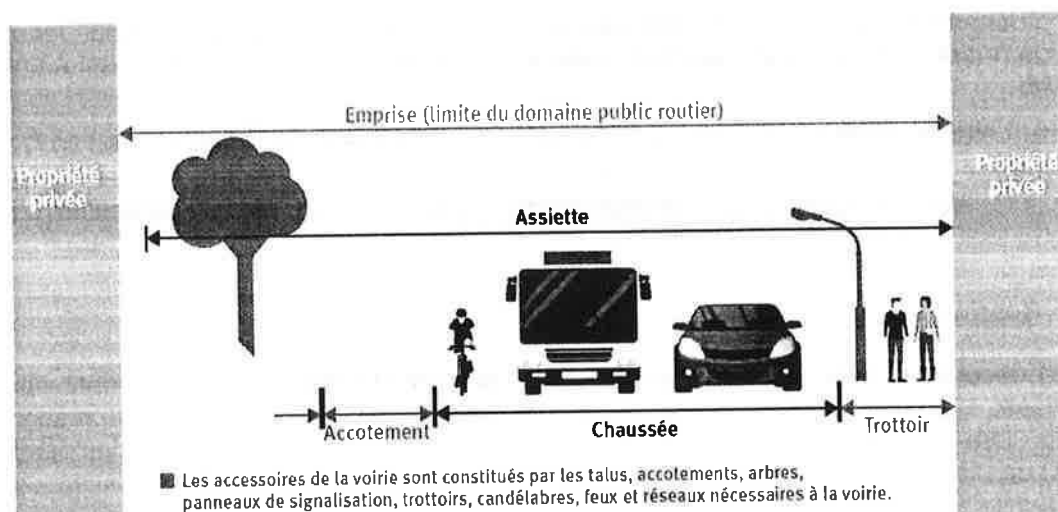 Emprise (limite du domaine public routier)
Propriété
privée
Propriété
privée
Assiette
Accotement
Chaussée
Trottoir
Les accessoires de la voirie sont constitués par les talus, accotements, arbres,
panneaux de signalisation, trottoirs, candélabres, feux et réseaux nécessaires à la voirie.